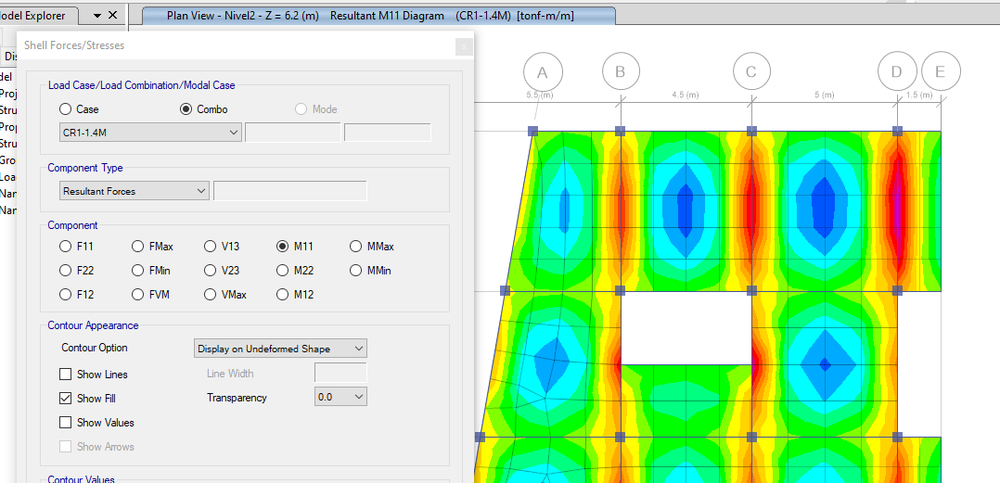 odel Explorer
Plan View - Nivel2 - Z = 6.2 (m)   Resultant M11 Diagram    (CR1-1.4M)  [tonf-m/m]
Shell Forces/Stresses
x
Dis
del
Proj
Stru
Prop
Stru
Gro
Loa
Nan
Nan
Load Case/Load Combination/Modal Case
Case Combo Mode
CR1-1.4M
Component Type
Resultant Forces
Component
F11 FMax V13 M11 MMax
F22 FMin V23 M22 MMin
F12 FVM VMax M12
Contour Appearance
Contour Option Display on Undeformed Shape
Show Lines Line Width
Show Fill Transparency 0.0
Show Values
Show Arrows
Contour Values
A B C D E
5.5 (m) 4.5 (m) 5 (m) 1.5 (m)